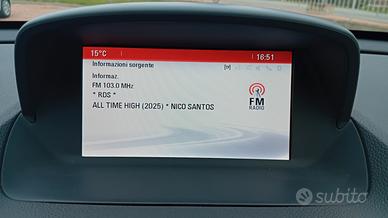 15°C 16:51
Informazioni sorgente
Informaz.
FM 103.0 MHz
* RDS *
ALL TIME HIGH (2025) * NICO SANTOS
FM
RADIO
subito